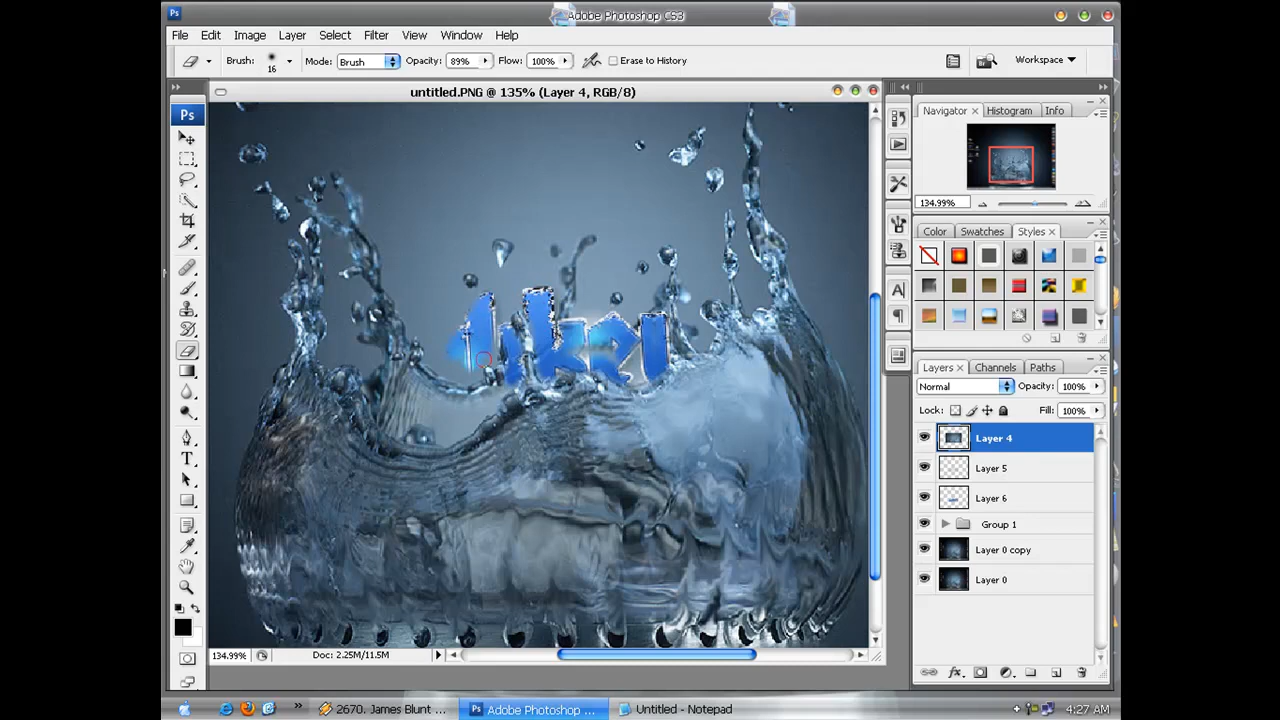 Ps
Adobe Photoshop CS3
File Edit Image Layer Select Filter View Window Help
Brush: 16 Mode: Brush Opacity: 89% Flow: 100% Erase to History Workspace
untitled.PNG @ 135% (Layer 4, RGB/8)
Ps
T
A
Navigator Histogram Info
134.99%
Color Swatches Styles
Layers Channels Paths
Normal Opacity: 100%
Lock: Fill: 100%
Layer 4
Layer 5
Layer 6
Group 1
Layer 0 copy
Layer 0
fx
134.99% Doc: 2.25M/11.5M
2670. James Blunt ... Ps Adobe Photoshop ... Untitled - Notepad 4:27 AM